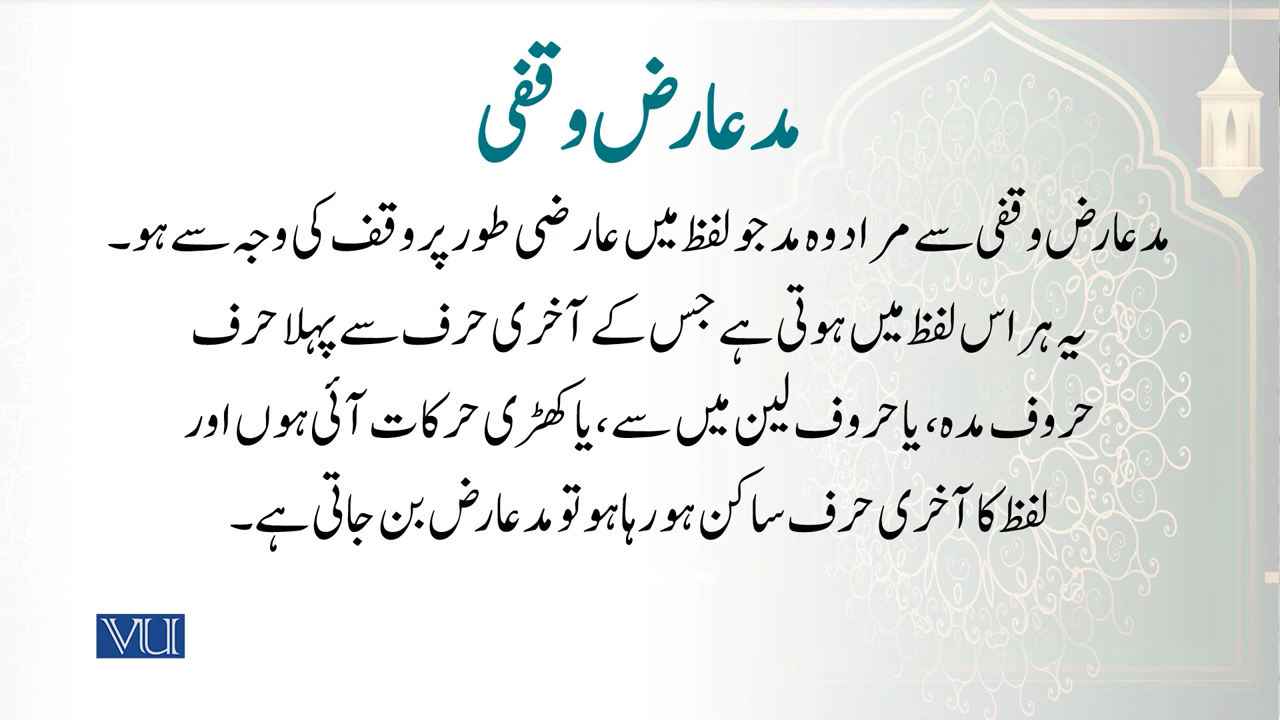 مد عارض وقفی
مد عارض وقفی سے مراد وہ مد جو لفظ میں عارضی طور پر وقف کی وجہ سے ہو۔
یہ ہر اس لفظ میں ہوتی ہے جس کے آخری حرف سے پہلا حرف
حروف مدہ، یا حروف لین میں سے، یا کھڑی حرکات آئی ہوں اور
لفظ کا آخری حرف ساکن ہو رہا ہو تو مد عارض بن جاتی ہے۔
VU